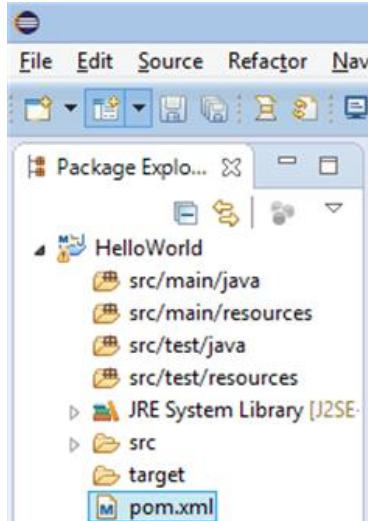 File Edit Source Refactor Nav
Package Explo...
HelloWorld
src/main/java
src/main/resources
src/test/java
src/test/resources
JRE System Library [J2SE-
src
target
pom.xml